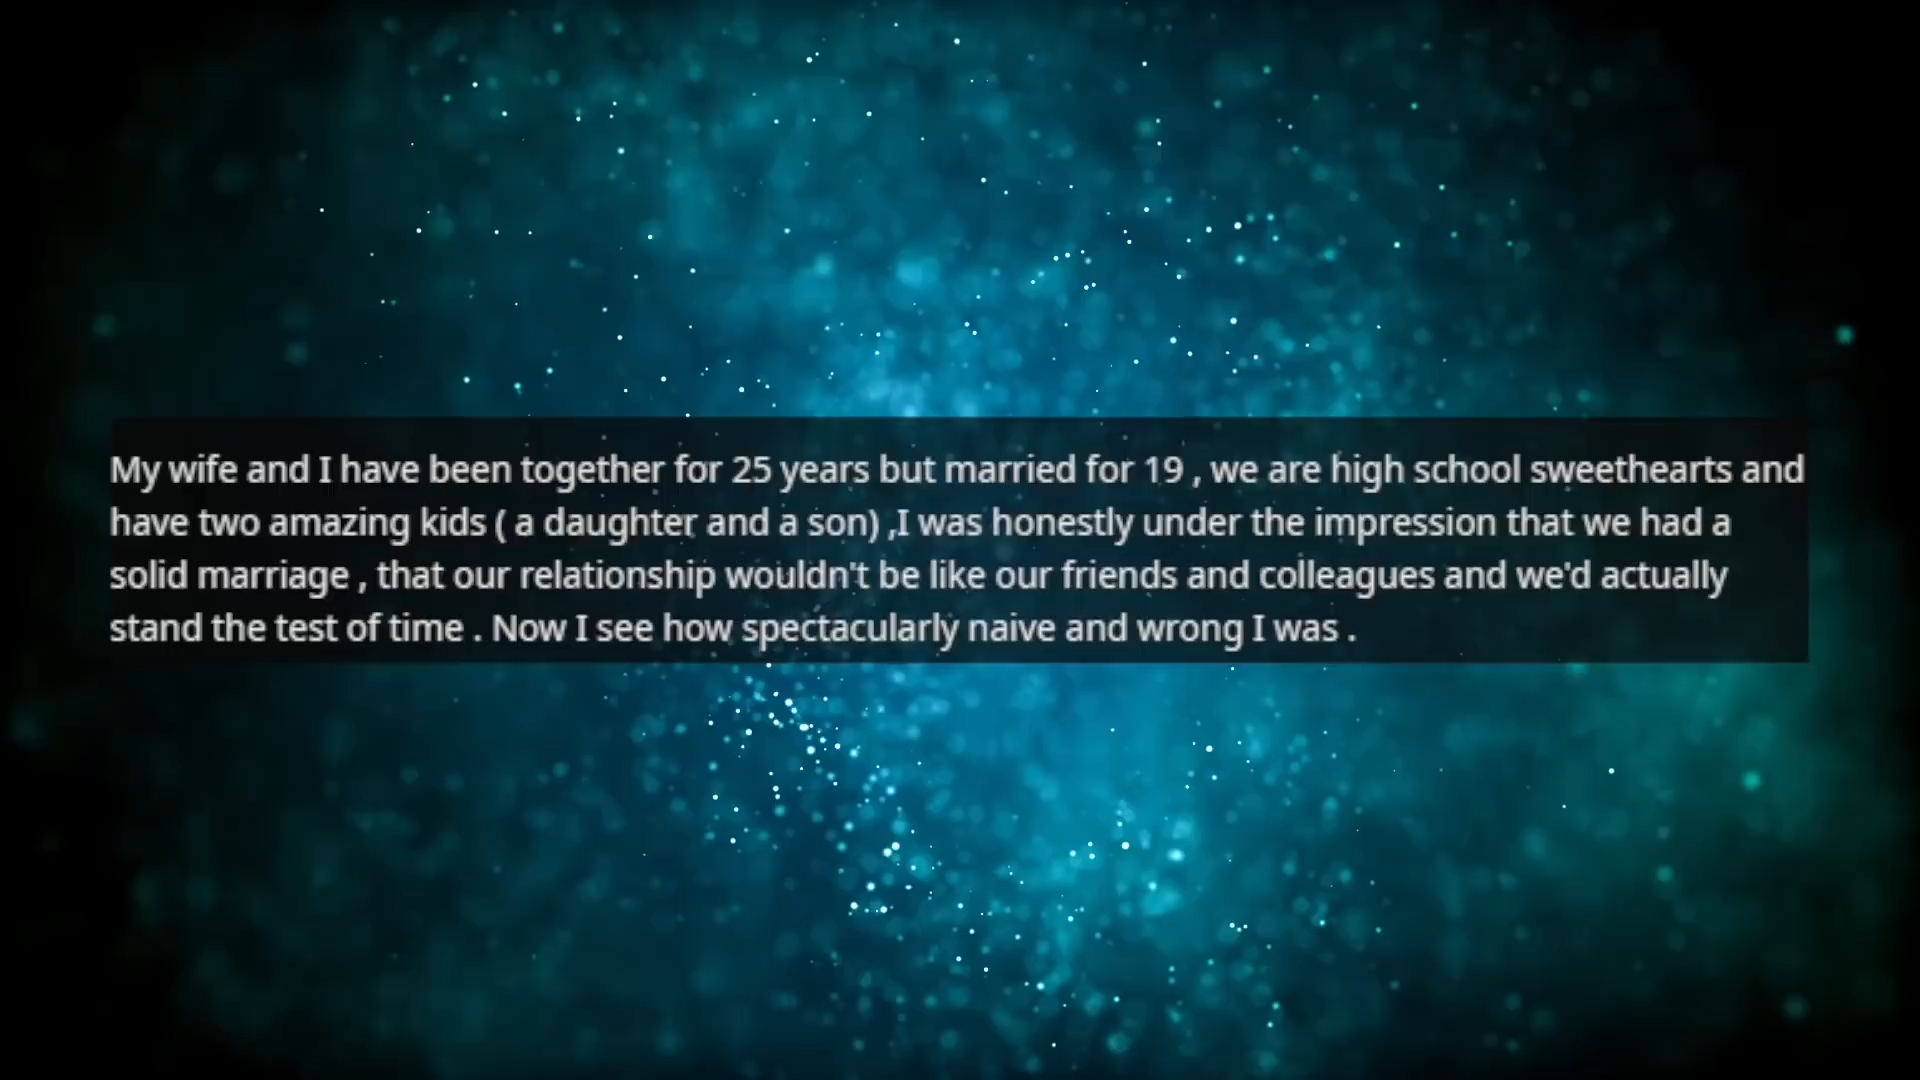 My wife and I have been together for 25 years but married for 19 , we are high school sweethearts and
have two amazing kids ( a daughter and a son) ,I was honestly under the impression that we had a
solid marriage , that our relationship wouldn't be like our friends and colleagues and we'd actually
stand the test of time . Now I see how spectacularly naive and wrong I was .